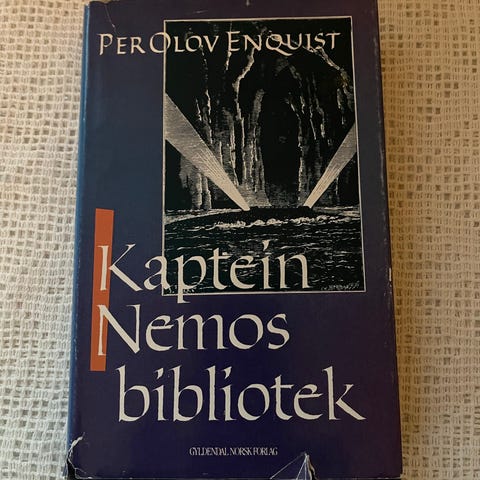 PER OLOV ENQUIST
Kaptein
Nemos
bibliotek
GYLDENDAL NORSK FORLAG